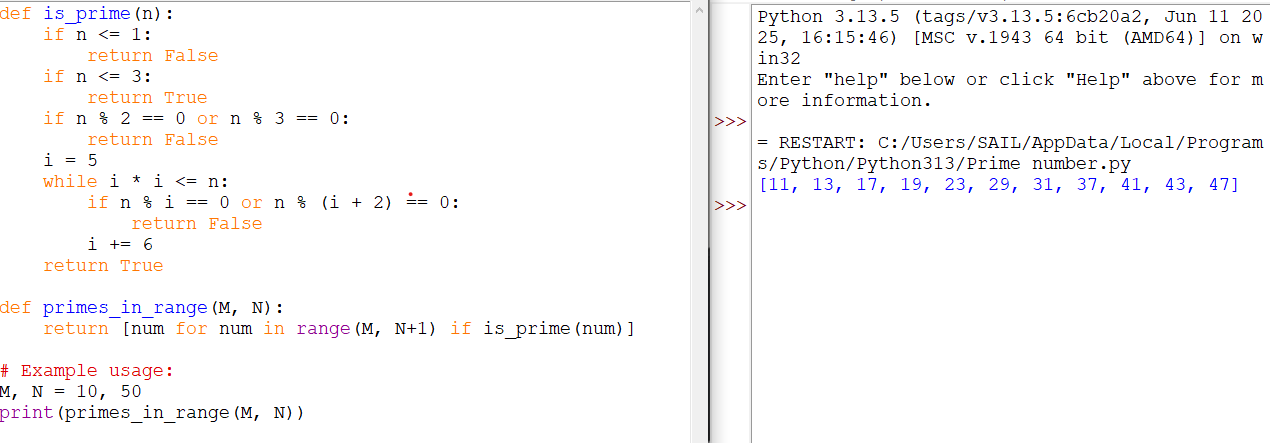 def is_prime(n):
    if n <= 1:
        return False
    if n <= 3:
        return True
    if n % 2 == 0 or n % 3 == 0:
        return False
    i = 5
    while i * i <= n:
        if n % i == 0 or n % (i + 2) == 0:
            return False
        i += 6
    return True

def primes_in_range(M, N):
    return [num for num in range(M, N+1) if is_prime(num)]

# Example usage:
M, N = 10, 50
print(primes_in_range(M, N))

Python 3.13.5 (tags/v3.13.5:6cb20a2, Jun 11 20
25, 16:15:46) [MSC v.1943 64 bit (AMD64)] on w
in32
Enter "help" below or click "Help" above for m
ore information.
>>>
= RESTART: C:/Users/SAIL/AppData/Local/Program
s/Python/Python313/Prime number.py
[11, 13, 17, 19, 23, 29, 31, 37, 41, 43, 47]
>>>